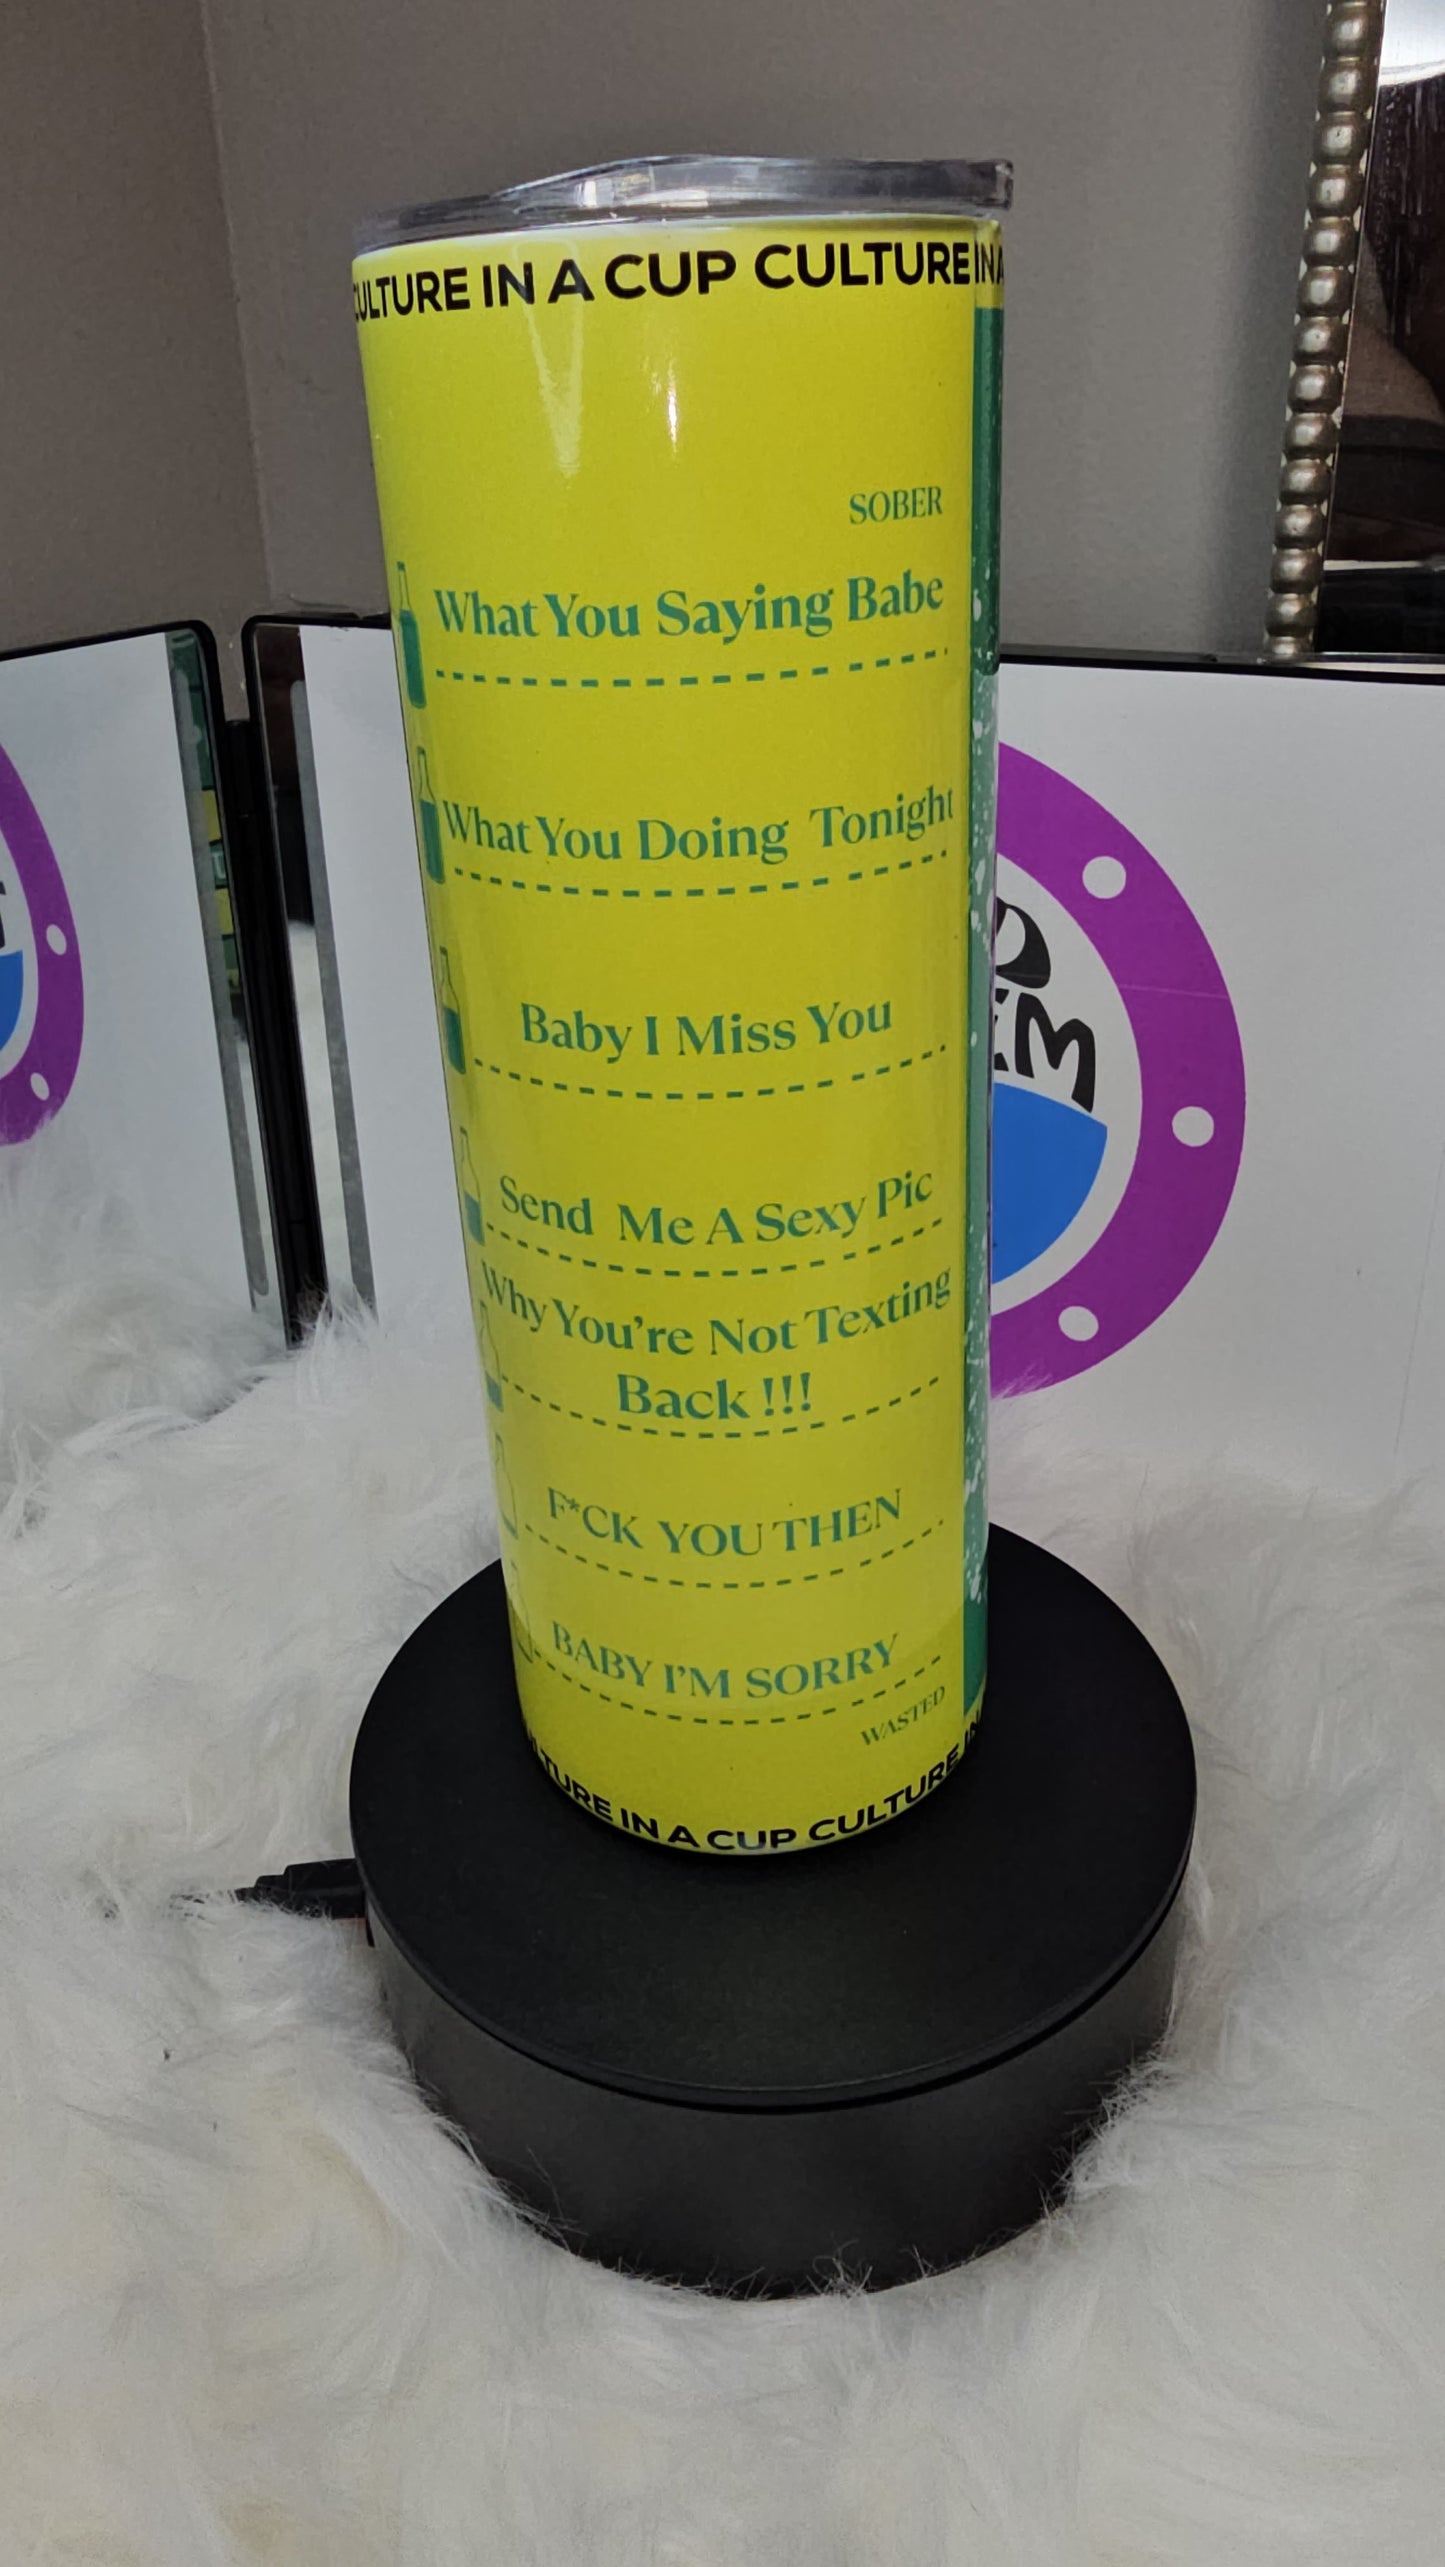 CULTURE IN A CUP CULTURE IN A
SOBER
What You Saying Babe
What You Doing Tonight
Baby I Miss You
Send Me A Sexy Pic
Why You're Not Texting
Back !!!
F*CK YOU THEN
BABY I'M SORRY
WASTED
CULTURE IN A CUP CULTURE IN